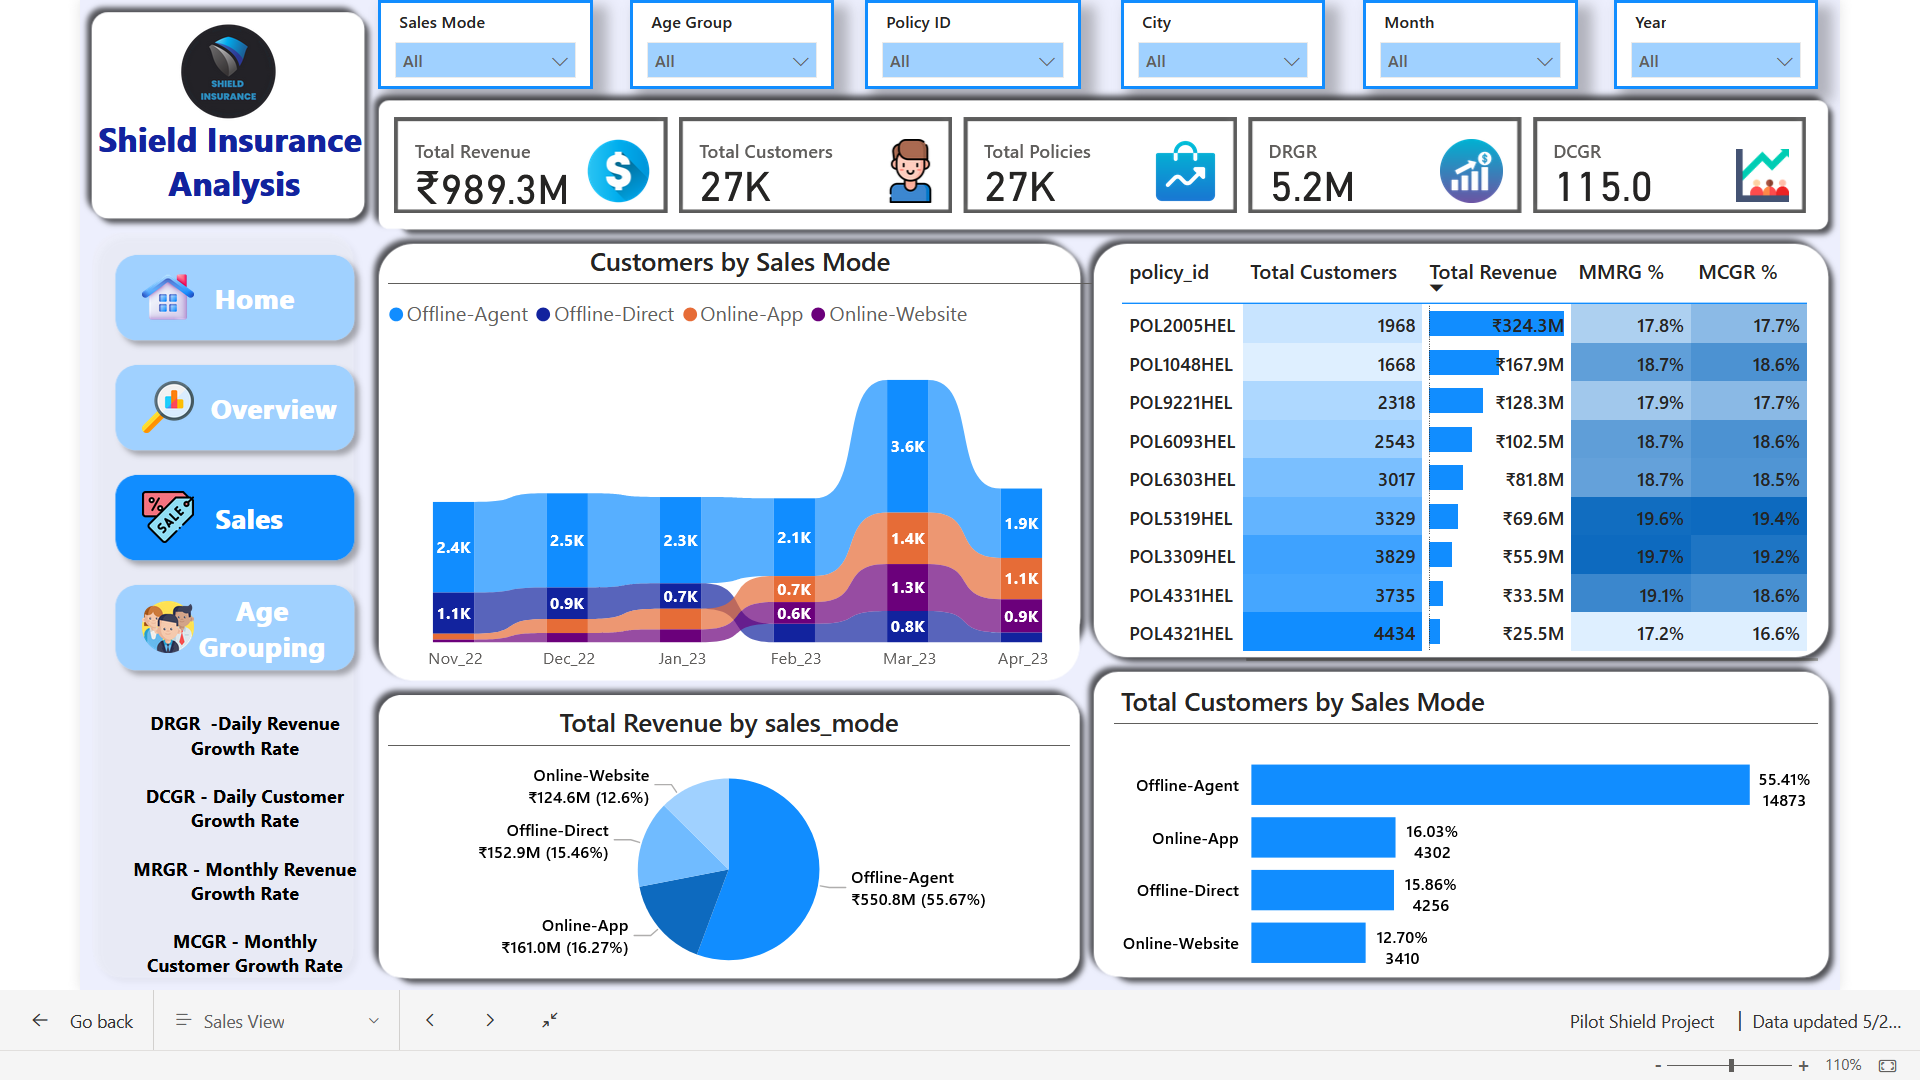 SHIELD
INSURANCE
Shield Insurance
Analysis
Sales Mode
All
Age Group
All
Policy ID
All
City
All
Month
All
Year
All
Total Revenue
₹989.3M
Total Customers
27K
Total Policies
27K
DRGR
5.2M
DCGR
115.0
Home
Overview
% SALE
Sales
Age
Grouping
DRGR -Daily Revenue
Growth Rate
DCGR - Daily Customer
Growth Rate
MRGR - Monthly Revenue
Growth Rate
MCGR - Monthly
Customer Growth Rate
Customers by Sales Mode
Offline-Agent Offline-Direct Online-App Online-Website
2.4K 2.5K 2.3K 2.1K 3.6K 1.9K
1.1K 0.9K 0.7K 0.7K 1.4K 1.1K
0.6K 1.3K 0.9K
0.8K
Nov_22 Dec_22 Jan_23 Feb_23 Mar_23 Apr_23
policy_id Total Customers Total Revenue MMRG % MCGR %
POL2005HEL 1968 ₹324.3M 17.8% 17.7%
POL1048HEL 1668 ₹167.9M 18.7% 18.6%
POL9221HEL 2318 ₹128.3M 17.9% 17.7%
POL6093HEL 2543 ₹102.5M 18.7% 18.6%
POL6303HEL 3017 ₹81.8M 18.7% 18.5%
POL5319HEL 3329 ₹69.6M 19.6% 19.4%
POL3309HEL 3829 ₹55.9M 19.7% 19.2%
POL4331HEL 3735 ₹33.5M 19.1% 18.6%
POL4321HEL 4434 ₹25.5M 17.2% 16.6%
Total Revenue by sales_mode
Online-Website
₹124.6M (12.6%)
Offline-Direct
₹152.9M (15.46%)
Online-App
₹161.0M (16.27%)
Offline-Agent
₹550.8M (55.67%)
Total Customers by Sales Mode
Offline-Agent 55.41%
14873
Online-App 16.03%
4302
Offline-Direct 15.86%
4256
Online-Website 12.70%
3410
Go back
Sales View
Pilot Shield Project | Data updated 5/2...
- + 110%